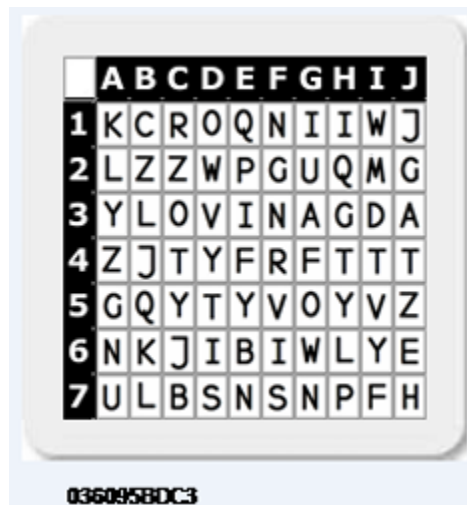 A B C D E F G H I J
1 K C R O Q N I I W J
2 L Z Z W P G U Q M G
3 Y L O V I N A G D A
4 Z J T Y F R F T T T
5 G Q Y T Y V O Y V Z
6 N K J I B I W L Y E
7 U L B S N S N P F H
036095BDC3